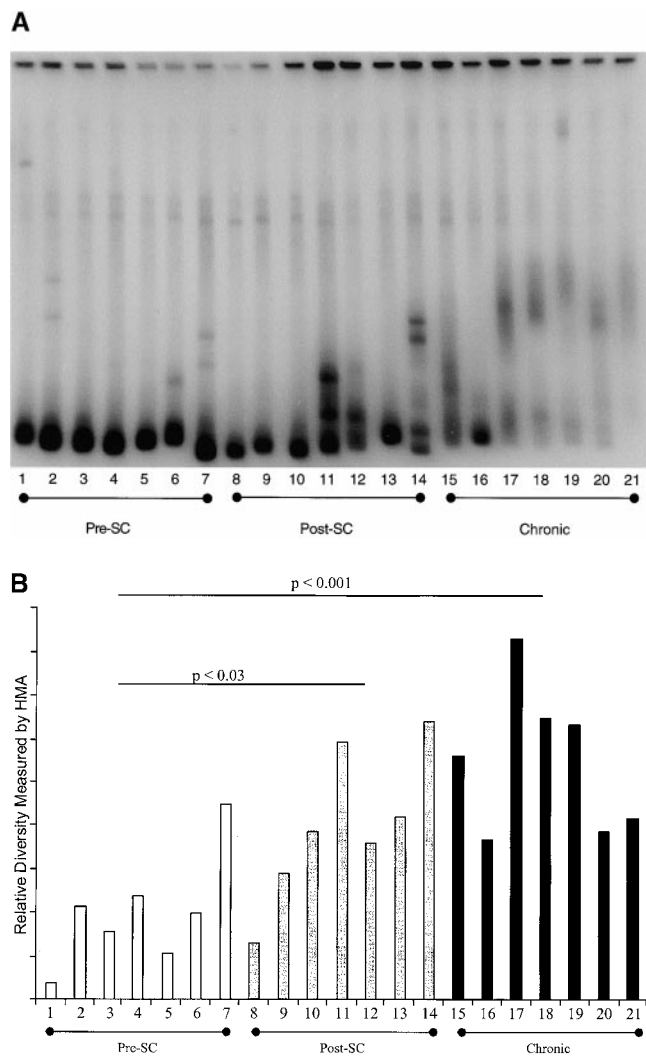 A
1 2 3 4 5 6 7 8 9 10 11 12 13 14 15 16 17 18 19 20 21
Pre-SC Post-SC Chronic
B
p < 0.001
p < 0.03
Relative Diversity Measured by HMA
1 2 3 4 5 6 7 8 9 10 11 12 13 14 15 16 17 18 19 20 21
Pre-SC Post-SC Chronic